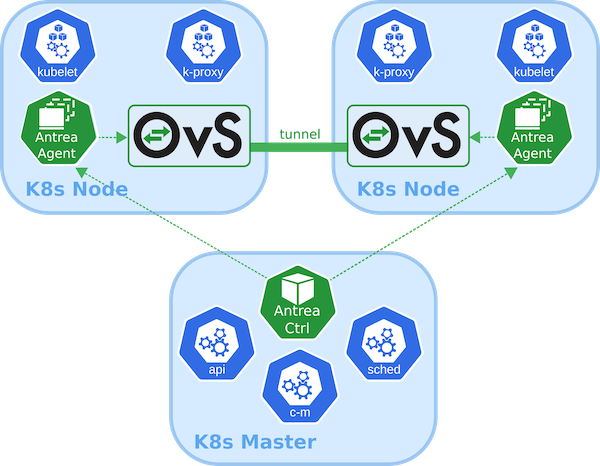 kubelet
k-proxy
Antrea
Agent
OvS
K8s Node
tunnel
k-proxy
kubelet
OvS
Antrea
Agent
K8s Node
Antrea
Ctrl
api
sched
c-m
K8s Master